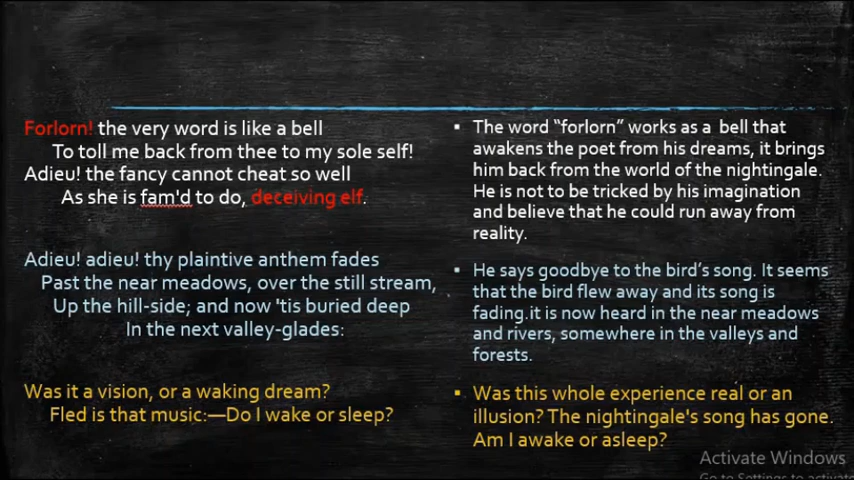 Forlorn! the very word is like a bell
To toll me back from thee to my sole self!
Adieu! the fancy cannot cheat so well
As she is fam'd to do, deceiving elf.
Adieu! adieu! thy plaintive anthem fades
Past the near meadows, over the still stream,
Up the hill-side; and now 'tis buried deep
In the next valley-glades:
Was it a vision, or a waking dream?
Fled is that music:—Do I wake or sleep?
▪ The word “forlorn” works as a bell that
awakens the poet from his dreams, it brings
him back from the world of the nightingale.
He is not to be tricked by his imagination
and believe that he could run away from
reality.
▪ He says goodbye to the bird’s song. It seems
that the bird flew away and its song is
fading.it is now heard in the near meadows
and rivers, somewhere in the valleys and
forests.
▪ Was this whole experience real or an
illusion? The nightingale's song has gone.
Am I awake or asleep?
Activate Windows
Go to Settings to activate